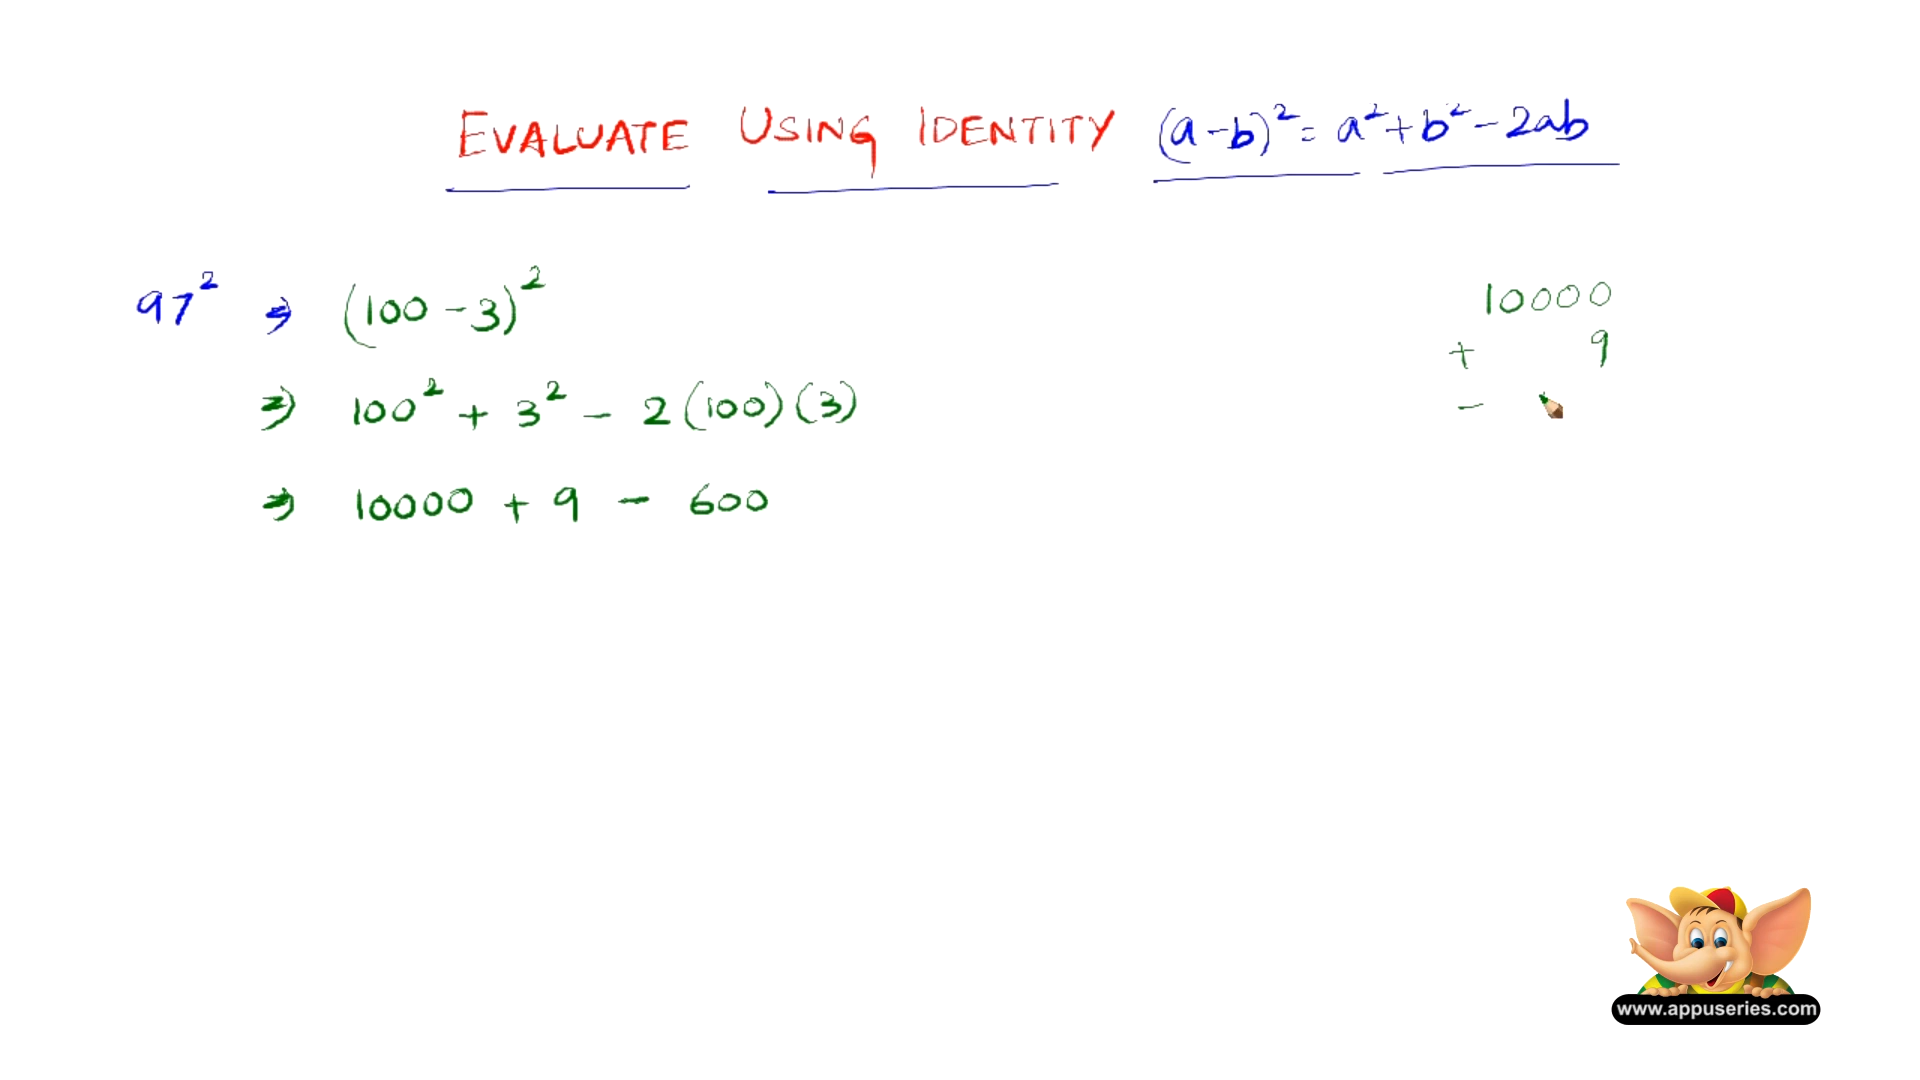 EVALUATE USING IDENTITY (a-b)² = a² + b² - 2ab
97² ⇒ (100 - 3)²
⇒ 100² + 3² - 2(100)(3)
⇒ 10000 + 9 - 600
10000
+ 9
-
www.appuseries.com